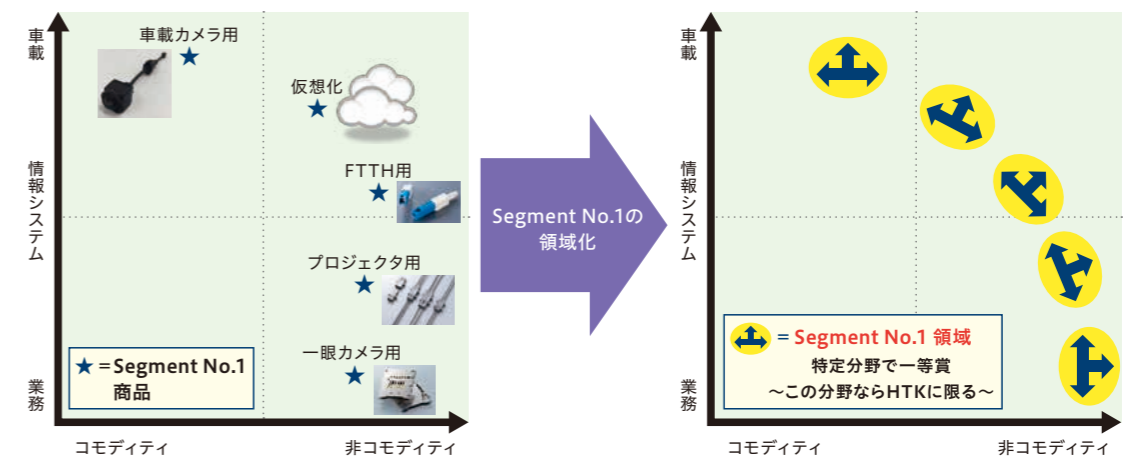 車載
車載カメラ用
仮想化
情報システム
FTTH用
プロジェクタ用
一眼カメラ用
★=Segment No.1
商品
業務
コモディティ
非コモディティ
Segment No.1の
領域化
車載
情報システム
= Segment No.1 領域
特定分野で一等賞
～この分野ならHTKに限る～
業務
コモディティ
非コモディティ